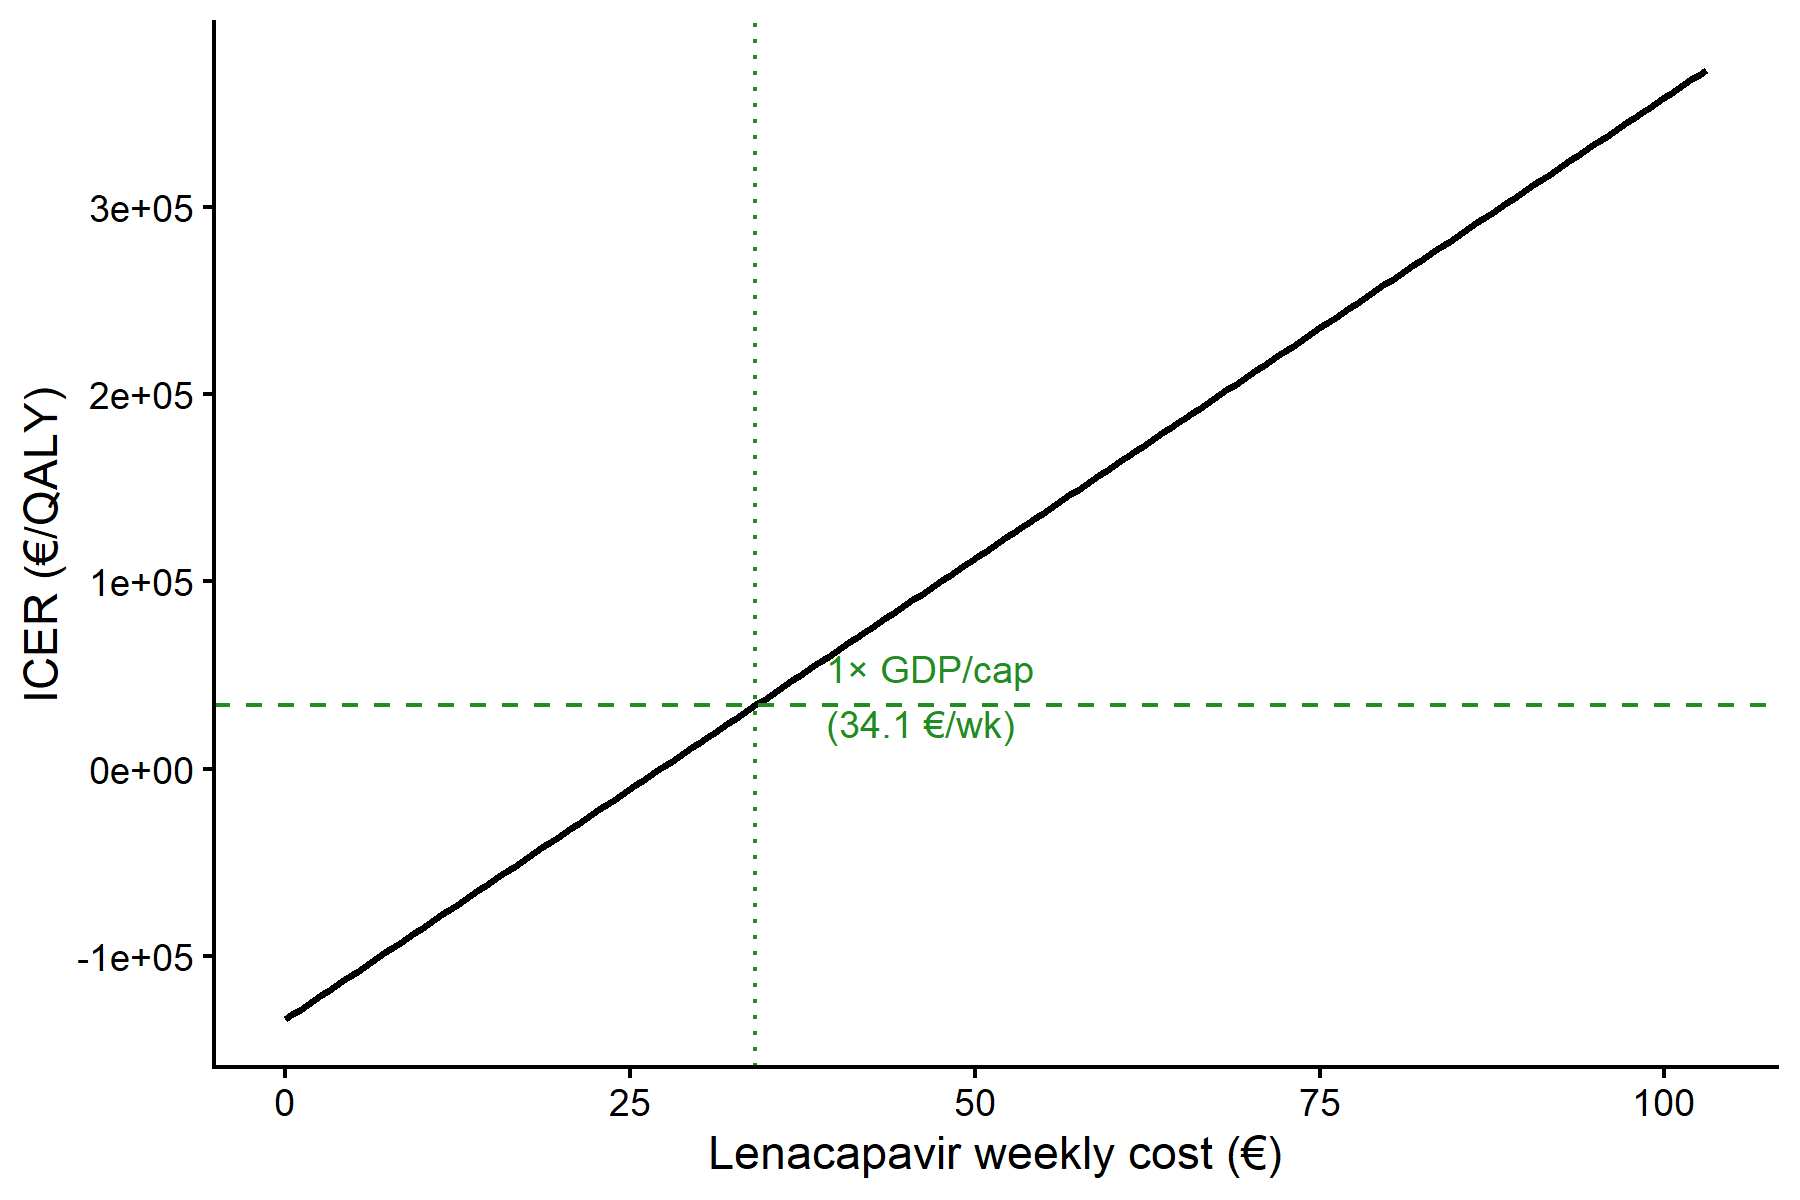 ICER (€/QALY)
3e+05
2e+05
1e+05
0e+00
-1e+05
1× GDP/cap
(34.1 €/wk)
0 25 50 75 100
Lenacapavir weekly cost (€)